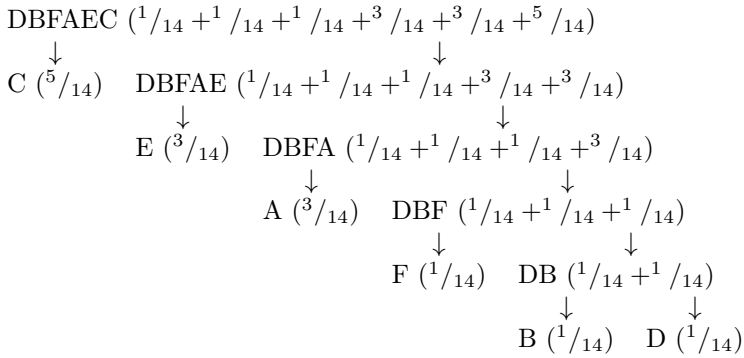 DBFAEC (1/14 +1 /14 +1 /14 +3 /14 +3 /14 +5 /14)
↓ ↓
C (5/14) DBFAE (1/14 +1 /14 +1 /14 +3 /14 +3 /14)
↓ ↓
E (3/14) DBFA (1/14 +1 /14 +1 /14 +3 /14)
↓ ↓
A (3/14) DBF (1/14 +1 /14 +1 /14)
↓ ↓
F (1/14) DB (1/14 +1 /14)
↓ ↓
B (1/14) D (1/14)